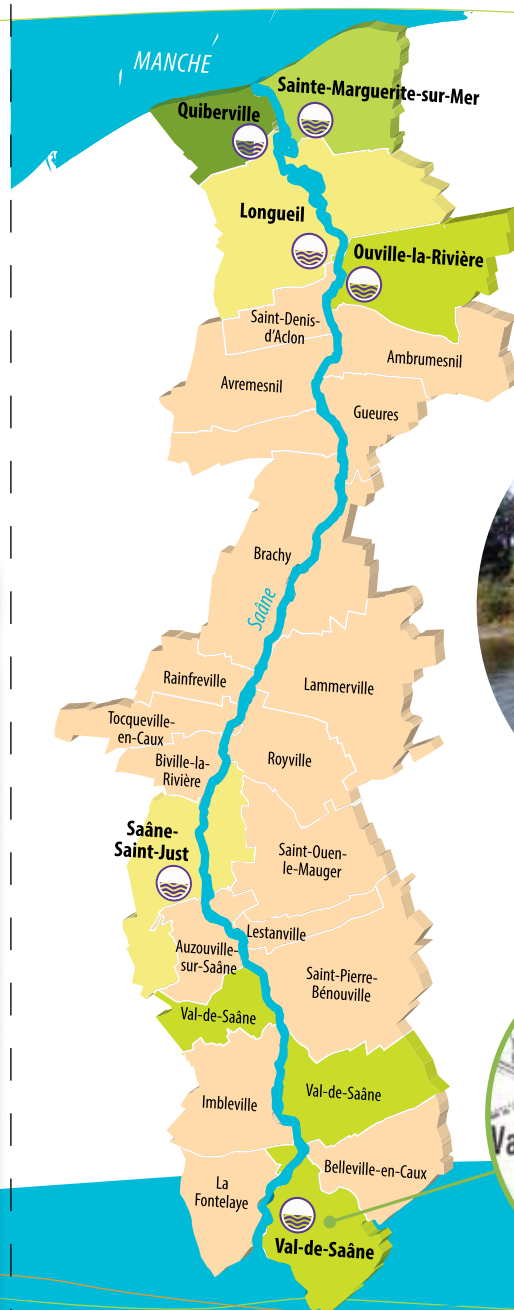 MANCHE
Sainte-Marguerite-sur-Mer
Quiberville
Longueil
Ouville-la-Rivière
Saint-Denis-
d'Aclon
Ambrumesnil
Avremesnil
Gueures
Brachy
Saâne
Rainfreville
Lammerville
Tocqueville-
en-Caux
Royville
Biville-la-
Rivière
Saâne-
Saint-Just
Saint-Ouen-
le-Mauger
Lestanville
Auzouville-
sur-Saâne
Saint-Pierre-
Bénouville
Val-de-Saâne
Val-de-Saâne
Imbleville
Va
Belleville-en-Caux
La
Fontelaye
Val-de-Saâne